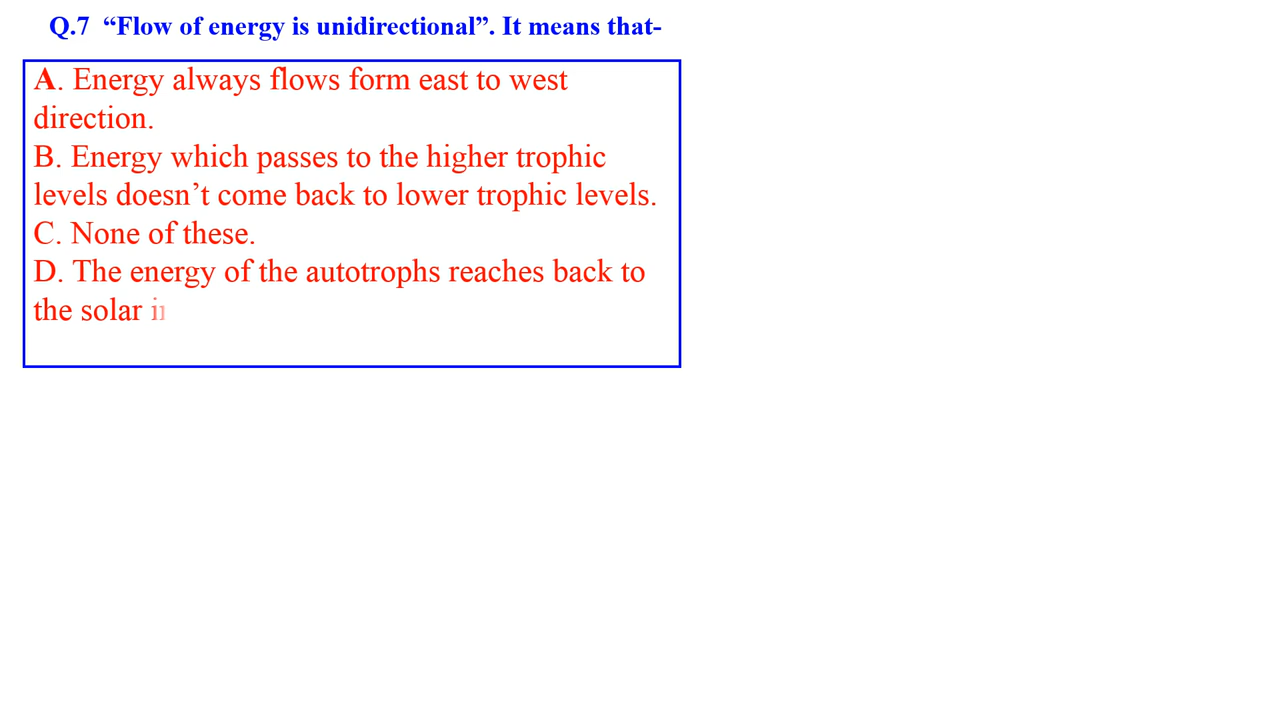 Q.7 “Flow of energy is unidirectional”. It means that-
A. Energy always flows form east to west
direction.
B. Energy which passes to the higher trophic
levels doesn’t come back to lower trophic levels.
C. None of these.
D. The energy of the autotrophs reaches back to
the solar